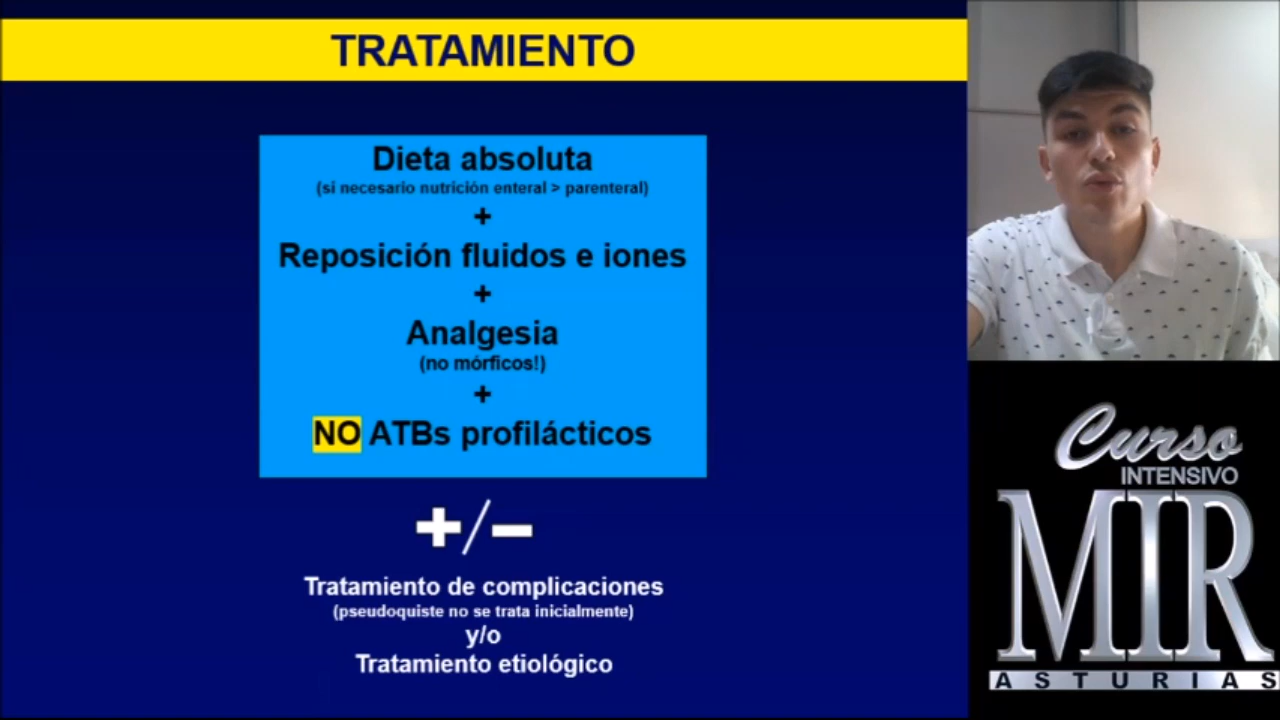 TRATAMIENTO
Dieta absoluta
(si necesario nutrición enteral > parenteral)
+
Reposición fluidos e iones
+
Analgesia
(no mórficos!)
+
NO ATBs profilácticos
+/−
Tratamiento de complicaciones
(pseudoquiste no se trata inicialmente)
y/o
Tratamiento etiológico
Curso
INTENSIVO
MIR
ASTURIAS